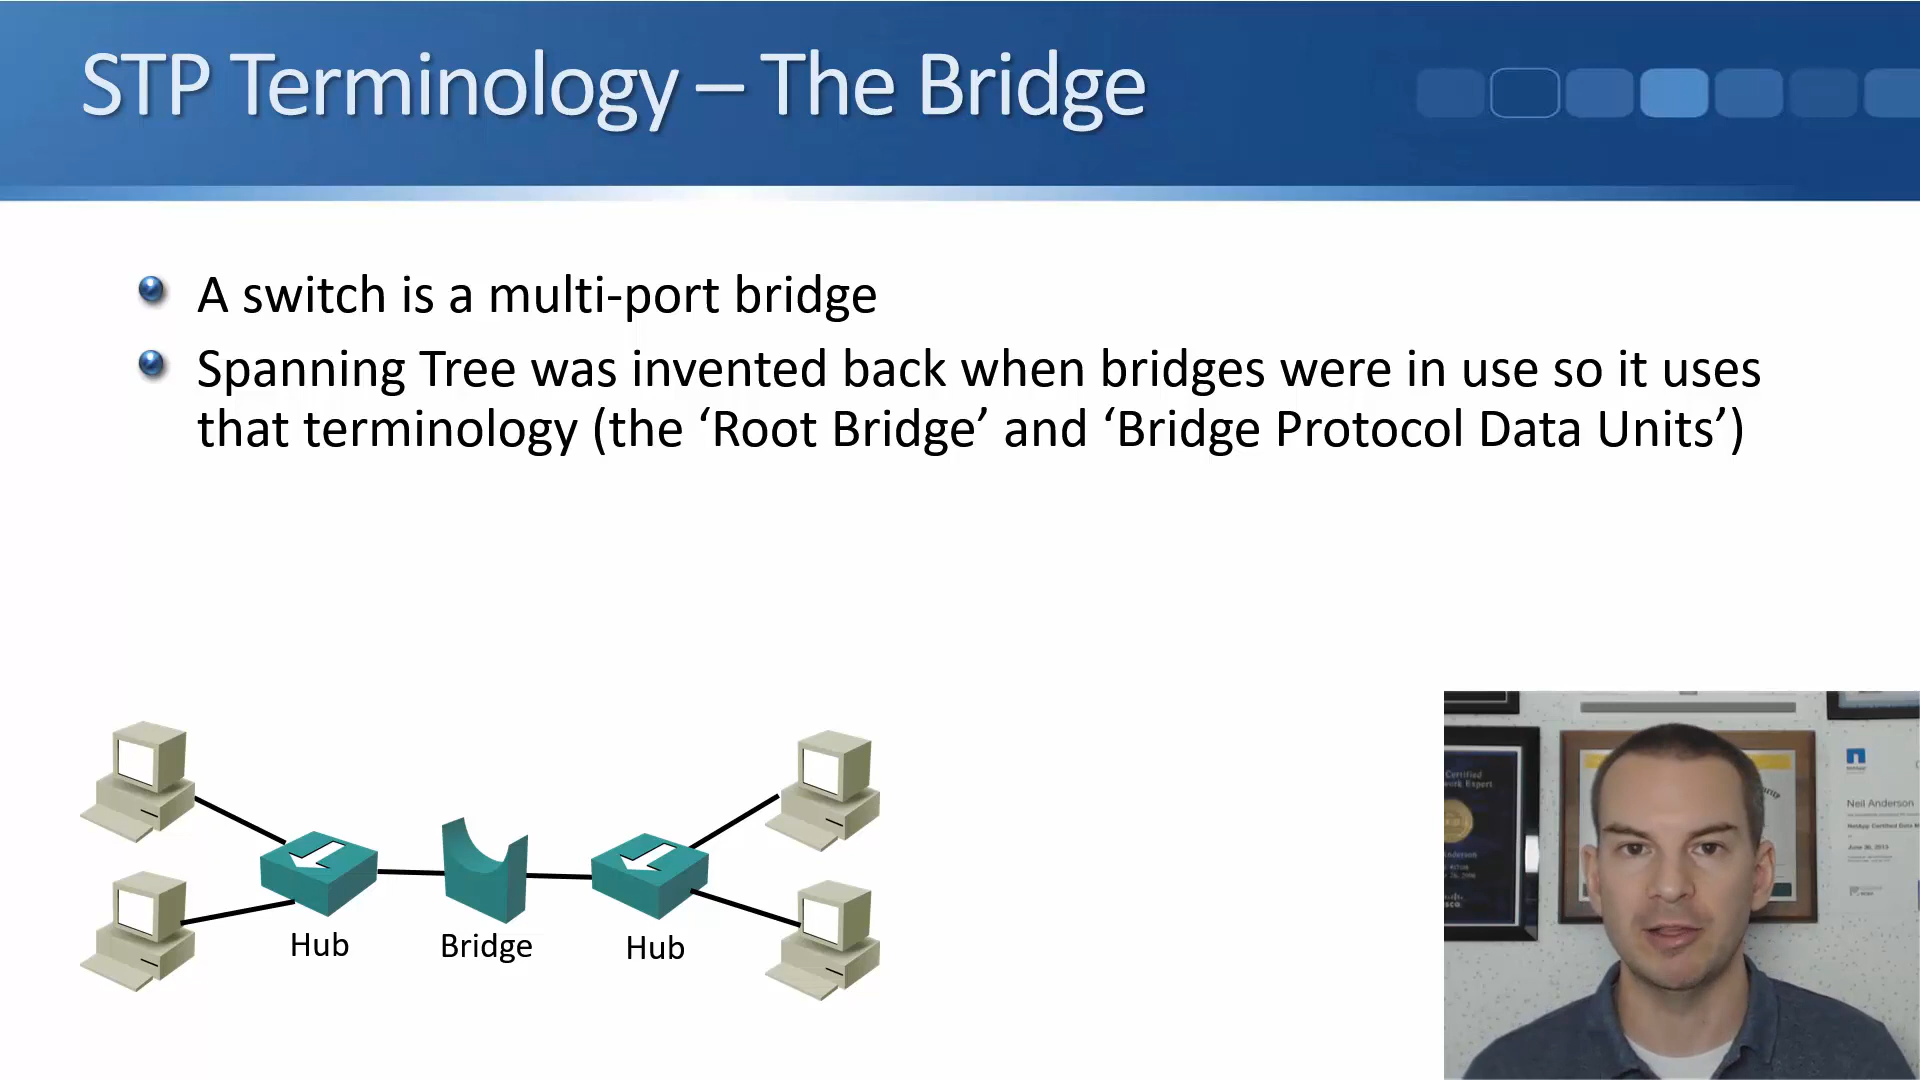 STP Terminology – The Bridge
A switch is a multi-port bridge
Spanning Tree was invented back when bridges were in use so it uses
that terminology (the ‘Root Bridge’ and ‘Bridge Protocol Data Units’)
Hub
Bridge
Hub
Neil Anderson